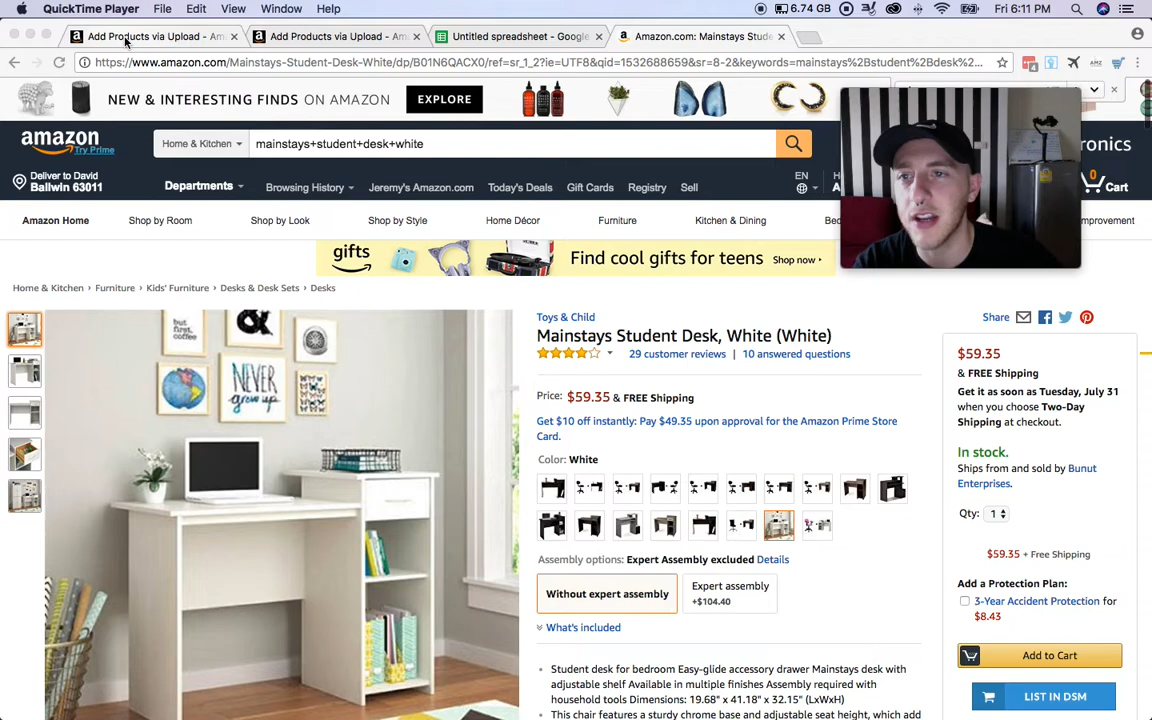 QuickTime Player File Edit View Window Help 6.74 GB Fri 6:11 PM
Add Products via Upload - Am Add Products via Upload - Am Untitled spreadsheet - Google Amazon.com: Mainstays Stude
https://www.amazon.com/Mainstays-Student-Desk-White/dp/B01N6QACX0/ref=sr_1_2?ie=UTF8&qid=1532688659&sr=8-2&keywords=mainstays%2Bstudent%2Bdesk%2...
NEW & INTERESTING FINDS ON AMAZON EXPLORE
amazon
Try Prime
Home & Kitchen
mainstays+student+desk+white
ronics
Deliver to David
Ballwin 63011
Departments Browsing History Jeremy's Amazon.com Today's Deals Gift Cards Registry Sell EN 0 Cart
Amazon Home Shop by Room Shop by Look Shop by Style Home Décor Furniture Kitchen & Dining Bed mprovement
gifts Find cool gifts for teens Shop now
Home & Kitchen › Furniture › Kids' Furniture › Desks & Desk Sets › Desks
Toys & Child
Mainstays Student Desk, White (White)
29 customer reviews | 10 answered questions
Price: $59.35 & FREE Shipping
Get $10 off instantly: Pay $49.35 upon approval for the Amazon Prime Store
Card.
Color: White
Assembly options: Expert Assembly excluded Details
Without expert assembly
Expert assembly
+$104.40
What's included
Student desk for bedroom Easy-glide accessory drawer Mainstays desk with
adjustable shelf Available in multiple finishes Assembly required with
household tools Dimensions: 19.68" x 41.18" x 32.15" (LxWxH)
This chair features a sturdy chrome base and adjustable seat height, which add
Share
$59.35
& FREE Shipping
Get it as soon as Tuesday, July 31
when you choose Two-Day
Shipping at checkout.
In stock.
Ships from and sold by Bunut
Enterprises.
Qty: 1
$59.35 + Free Shipping
Add a Protection Plan:
3-Year Accident Protection for
$8.43
Add to Cart
LIST IN DSM
but first, coffee
&
NEVER
grow up